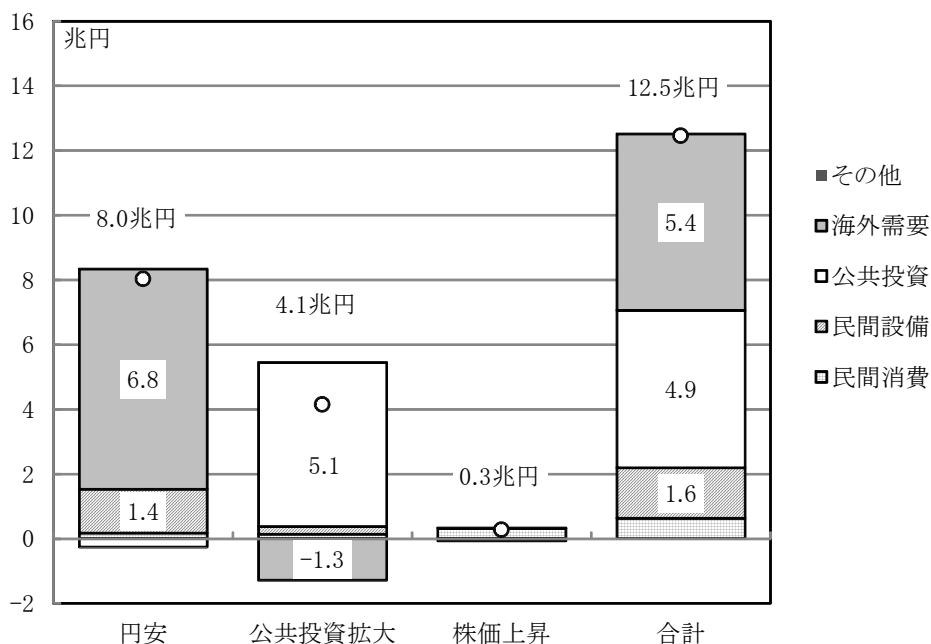 16
14
12
10
8
6
4
2
0
-2
兆円
8.0兆円
6.8
1.4
4.1兆円
5.1
-1.3
0.3兆円
12.5兆円
5.4
4.9
1.6
円安
公共投資拡大
株価上昇
合計
■その他
海外需要
公共投資
民間設備
民間消費